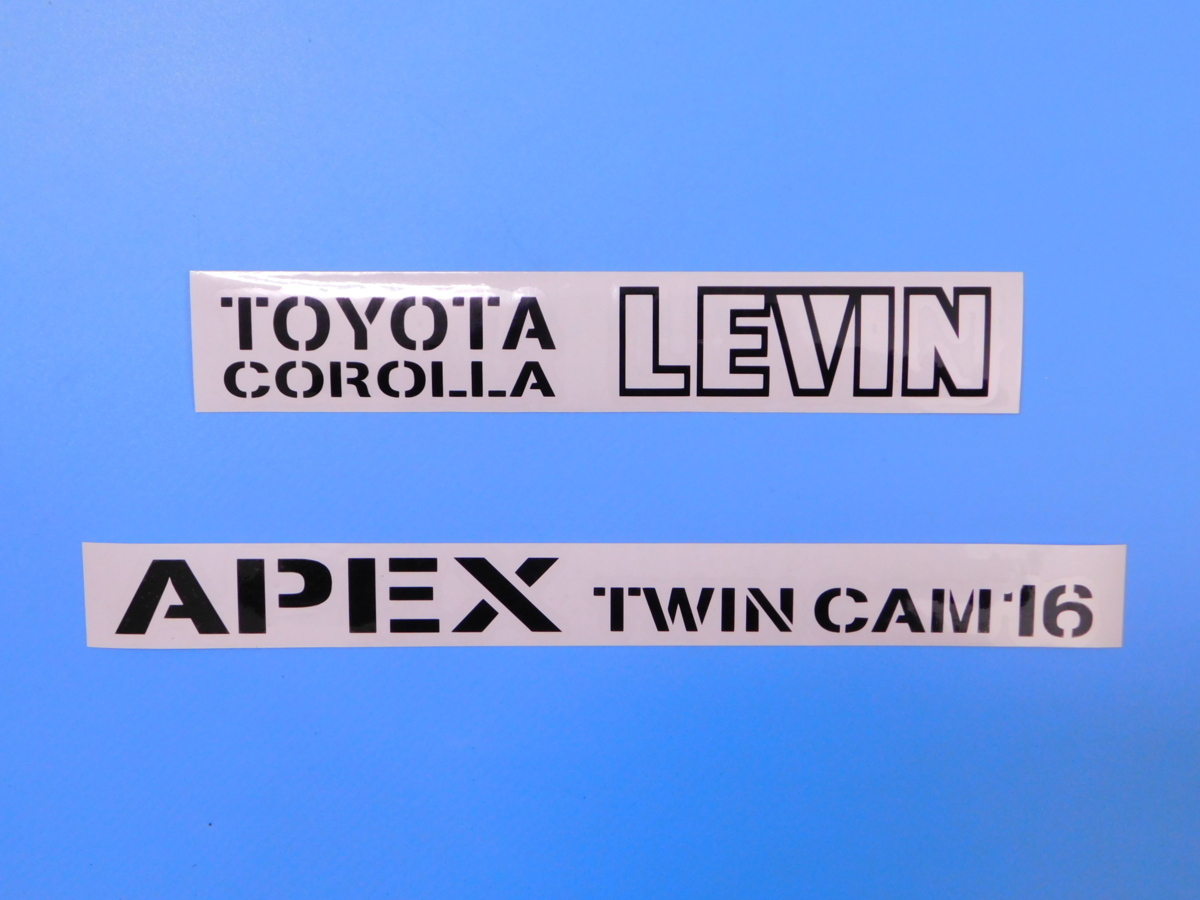 TOYOTA
COROLLA
LEVIN
APEX TWIN CAM 16